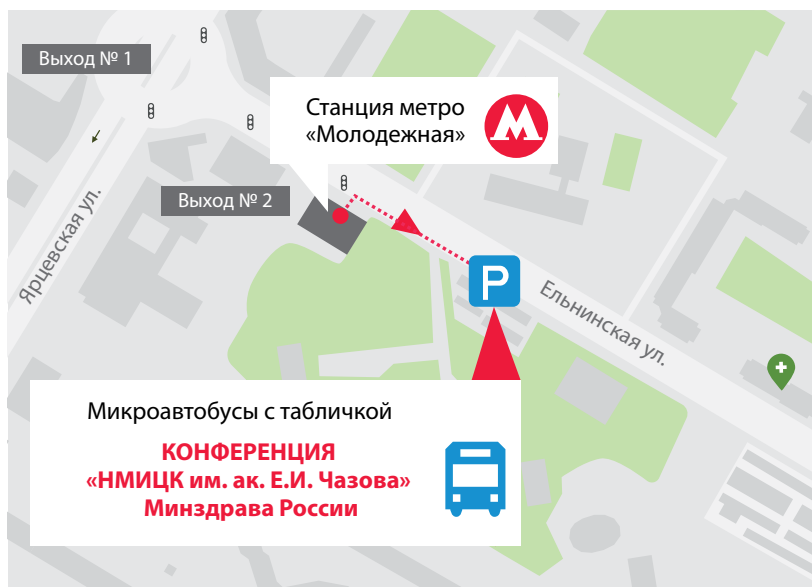 Выход № 1
Станция метро
«Молодежная»
М
Выход № 2
Ярцевская ул.
P
Ельнинская ул.
Микроавтобусы с табличкой
КОНФЕРЕНЦИЯ
«НМИЦК им. ак. Е.И. Чазова»
Минздрава России